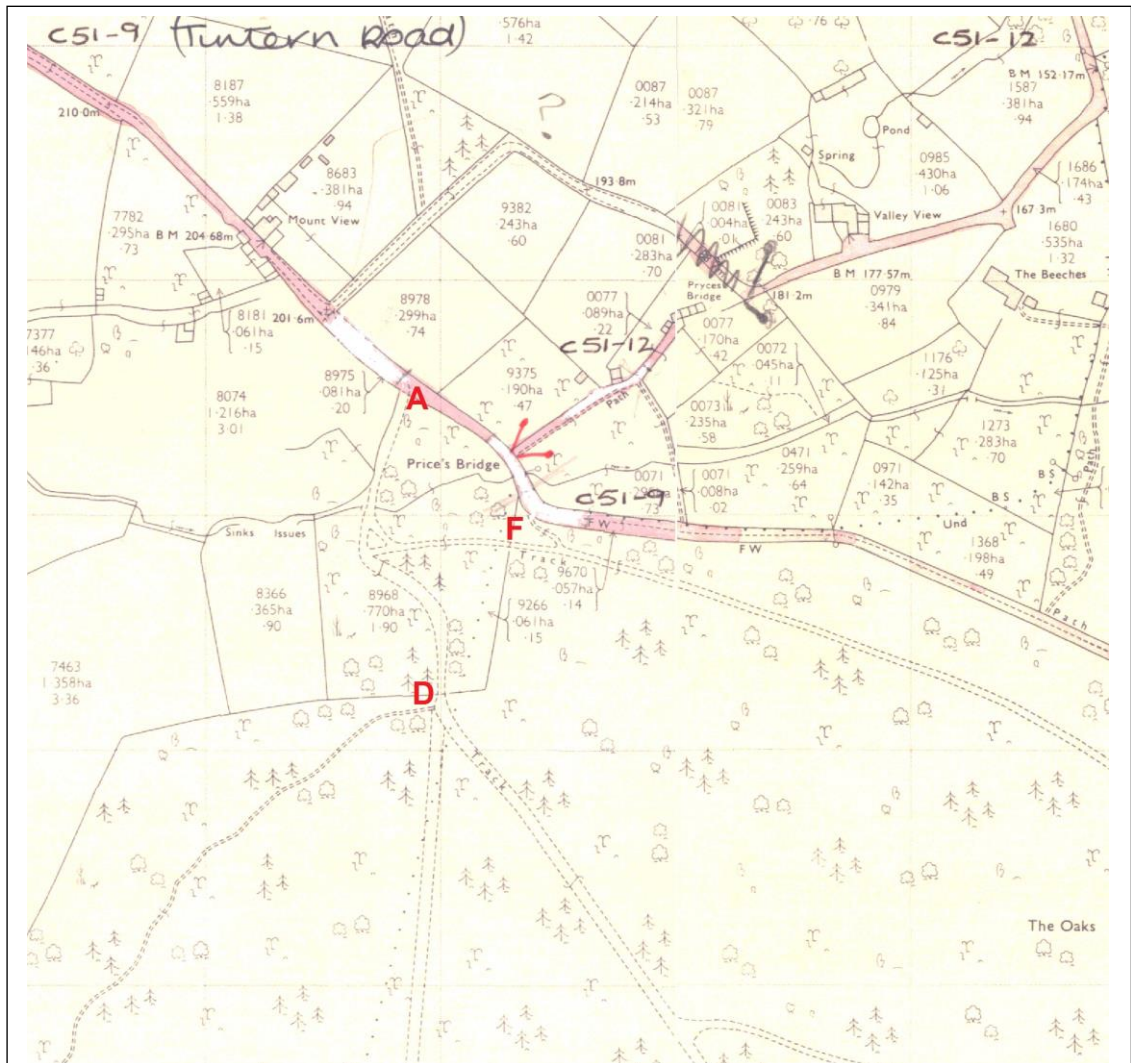 C51-9 (Tintern Road)
C51-12
·576ha
1·42
·76
8187
·559ha
1·38
0087
·214ha
·53
0087
·321ha
·79
?
BM 152·17m
1587
·381ha
·94
210·0m
Pond
Spring
0985
·430ha
1·06
1686
·174ha
·43
8683
·381ha
·94
193·8m
7782
·295ha
·73
Mount View
BM 204·68m
9382
·243ha
·60
0081
·004ha
·0
0083
·243ha
·60
Valley View
167·3m
1680
·535ha
1·32
0081
·283ha
·70
Pryces
Bridge
BM 177·57m
The Beeches
181·2m
0979
·341ha
·84
8181
·061ha
·15
201·6m
8978
·299ha
·74
0077
·089ha
·22
0077
·170ha
·42
7377
·146ha
·36
C51-12
0072
·045ha
·11
1176
·125ha
·31
8975
·081ha
·20
9375
·190ha
·47
Path
A
8074
1·216ha
3·01
0073
·235ha
·58
1273
·283ha
·70
Path
Price's Bridge
0071
73
0071
·008ha
·02
0471
·259ha
·64
0971
·142ha
·35
BS
BS
C51-9
F
FW
Und
Sinks Issues
FW
1368
·198ha
·49
Track
9670
·057ha
·14
Path
8366
·365ha
·90
8968
·770ha
1·90
9266
·061ha
·15
7463
1·358ha
3·36
D
Track
The Oaks